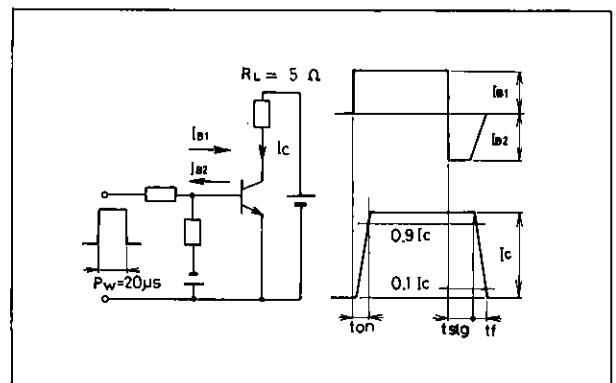 RL = 5 Ω
IB1
IB2
Ic
Pw=20µs
IB1
IB2
0.9 Ic
Ic
0.1 Ic
ton
tstg
tf